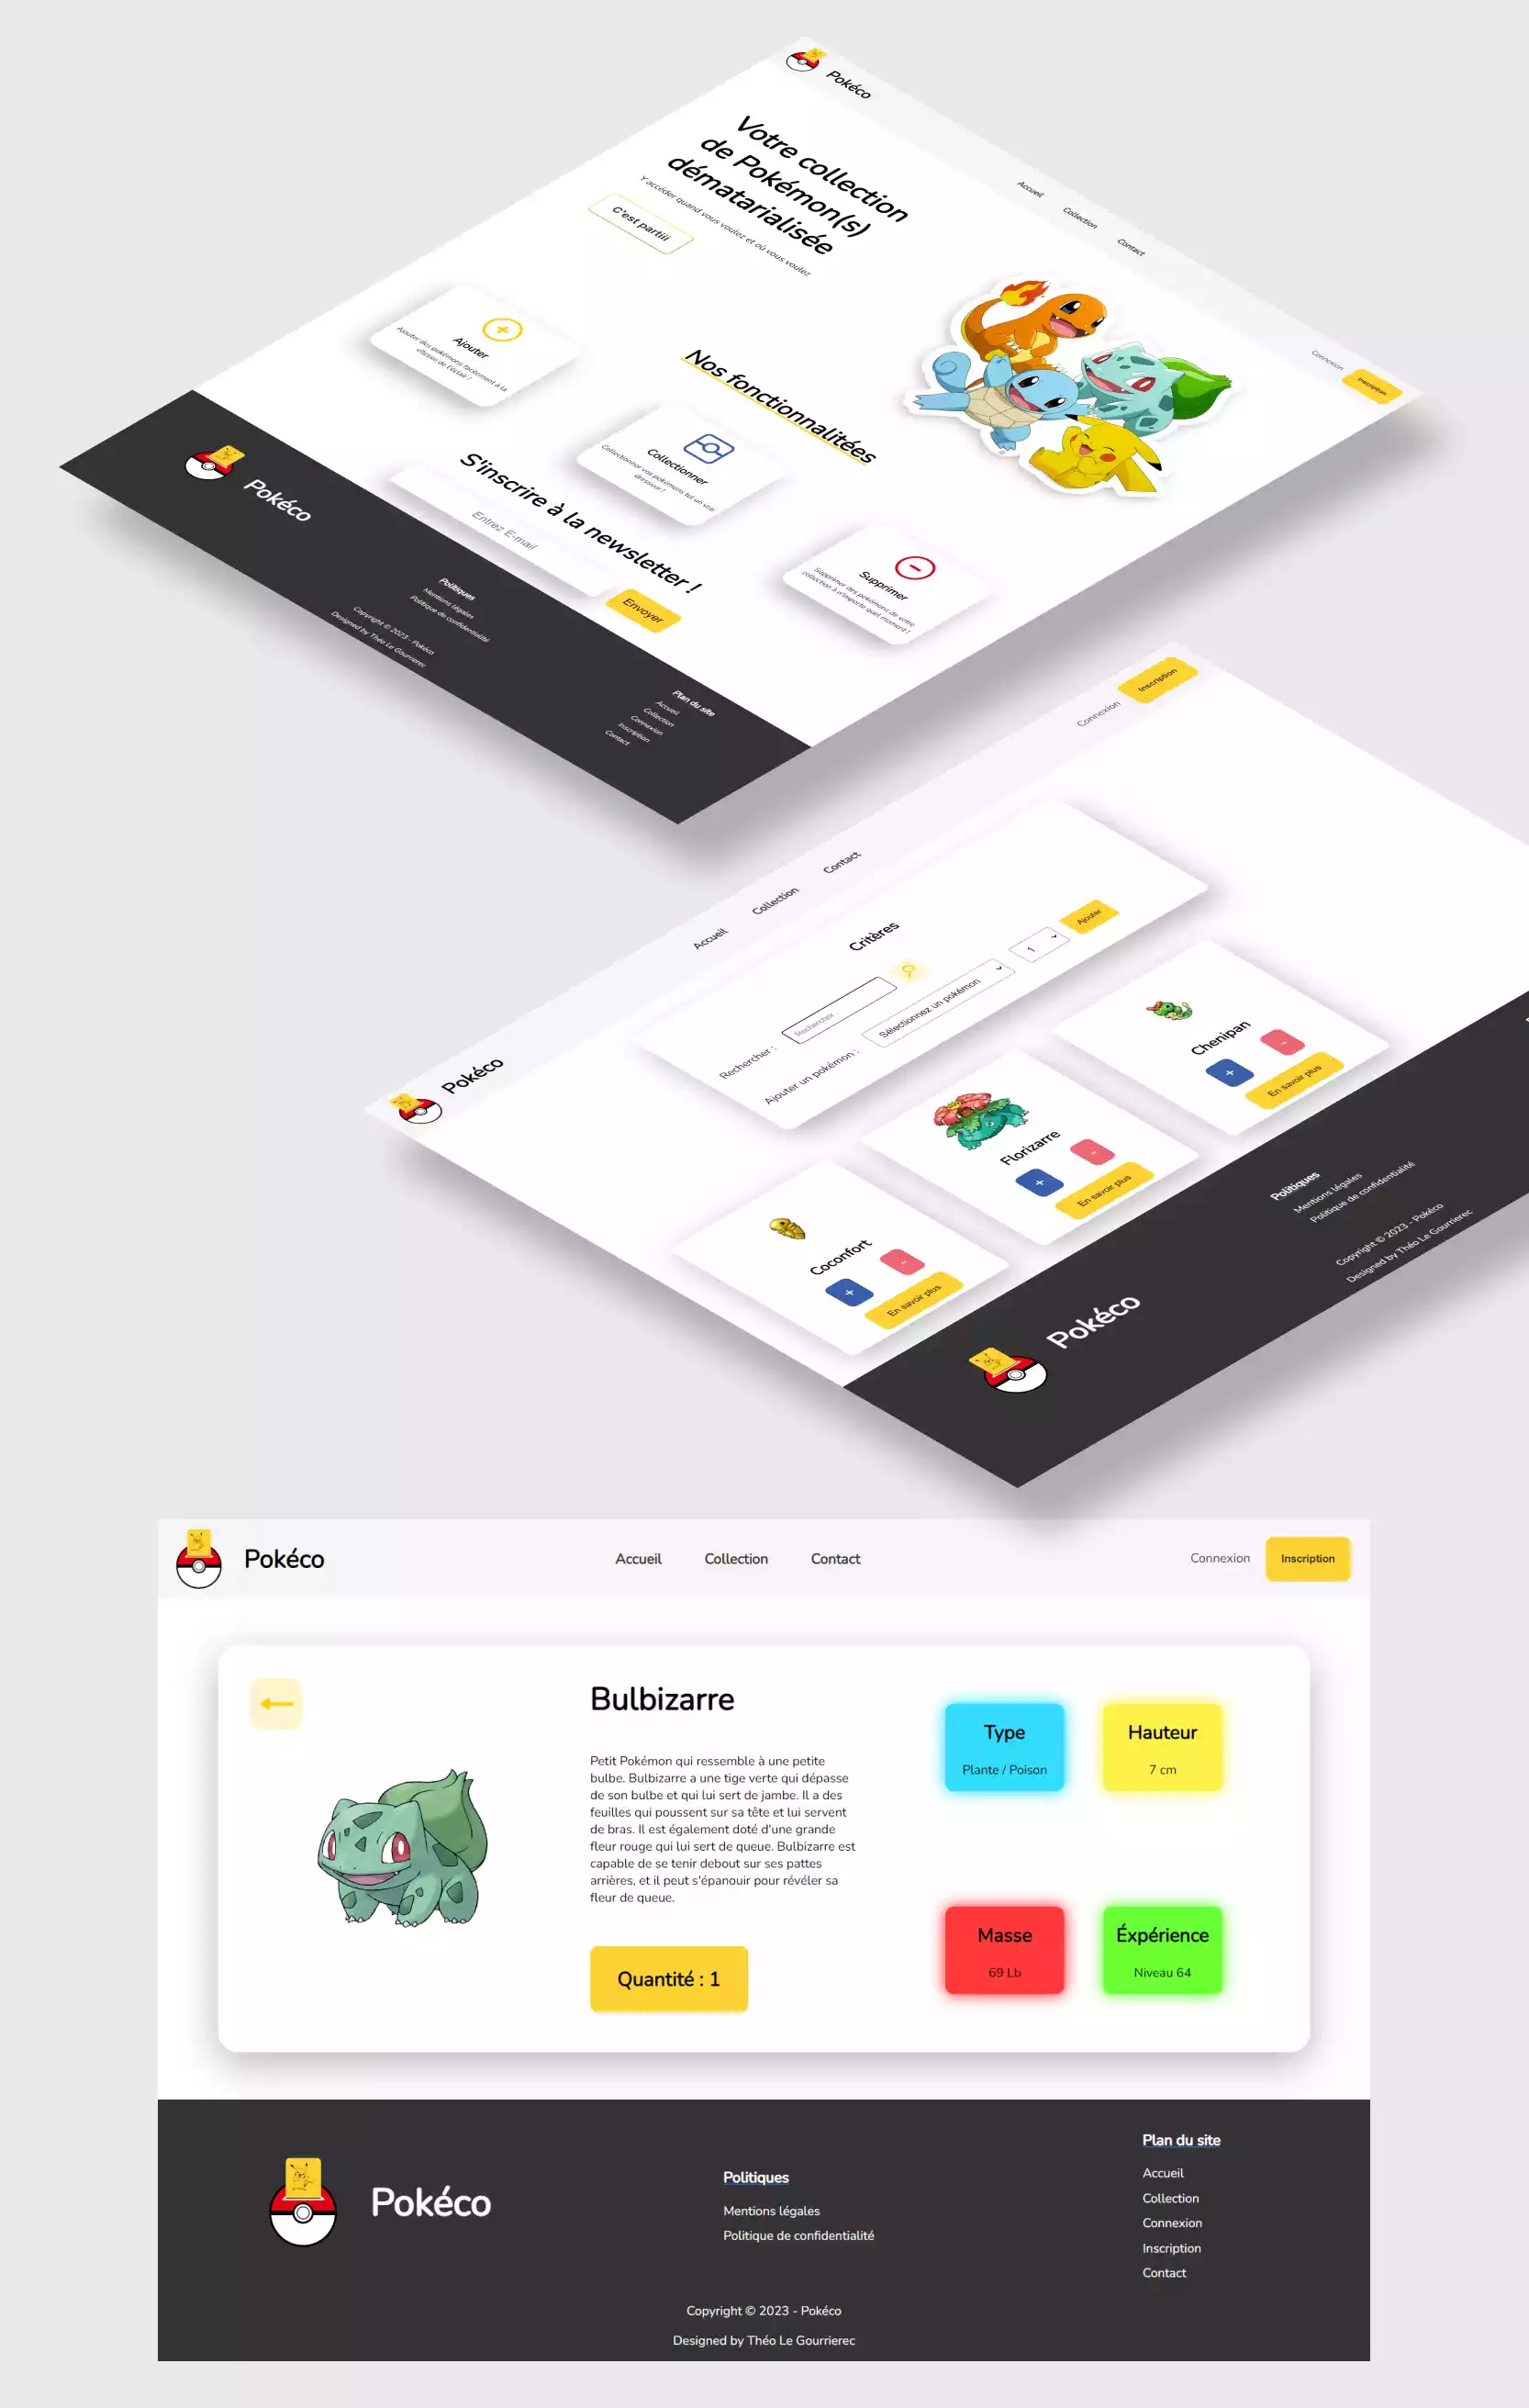 Pokéco
Accueil
Collection
Contact
Connexion
Inscription
Votre collection
de Pokémon(s)
dématarialisée
Y accéder quand vous voulez et où vous voulez
C'est partiii
Nos fonctionnalitées
Ajouter
Ajouter des pokémons facilement à la
vitesse de l'éclair !
Collectionner
Collectionner vos pokémons tel un vrai
dresseur !
Supprimer
Supprimer des pokémons de votre
collection à n'importe quel moment !
S'inscrire à la newsletter !
Entrez E-mail
Envoyer
Pokéco
Politiques
Mentions légales
Politique de confidentialité
Plan du site
Accueil
Collection
Connexion
Inscription
Contact
Copyright © 2023 - Pokéco
Designed by Théo Le Gourrierec
Pokéco
Accueil
Collection
Contact
Connexion
Inscription
Critères
Rechercher :
Rechercher
Ajouter un pokémon :
Sélectionnez un pokémon
1
Ajouter
Coconfort
+
-
En savoir plus
Florizarre
+
-
En savoir plus
Chenipan
+
-
En savoir plus
Pokéco
Politiques
Mentions légales
Politique de confidentialité
Copyright © 2023 - Pokéco
Designed by Théo Le Gourrierec
Pokéco
Accueil
Collection
Contact
Connexion
Inscription
Bulbizarre
Petit Pokémon qui ressemble à une petite
bulbe. Bulbizarre a une tige verte qui dépasse
de son bulbe et qui lui sert de jambe. Il a des
feuilles qui poussent sur sa tête et lui servent
de bras. Il est également doté d'une grande
fleur rouge qui lui sert de queue. Bulbizarre est
capable de se tenir debout sur ses pattes
arrières, et il peut s'épanouir pour révéler sa
fleur de queue.
Quantité : 1
Type
Plante / Poison
Hauteur
7 cm
Masse
69 Lb
Éxpérience
Niveau 64
Pokéco
Politiques
Mentions légales
Politique de confidentialité
Plan du site
Accueil
Collection
Connexion
Inscription
Contact
Copyright © 2023 - Pokéco
Designed by Théo Le Gourrierec